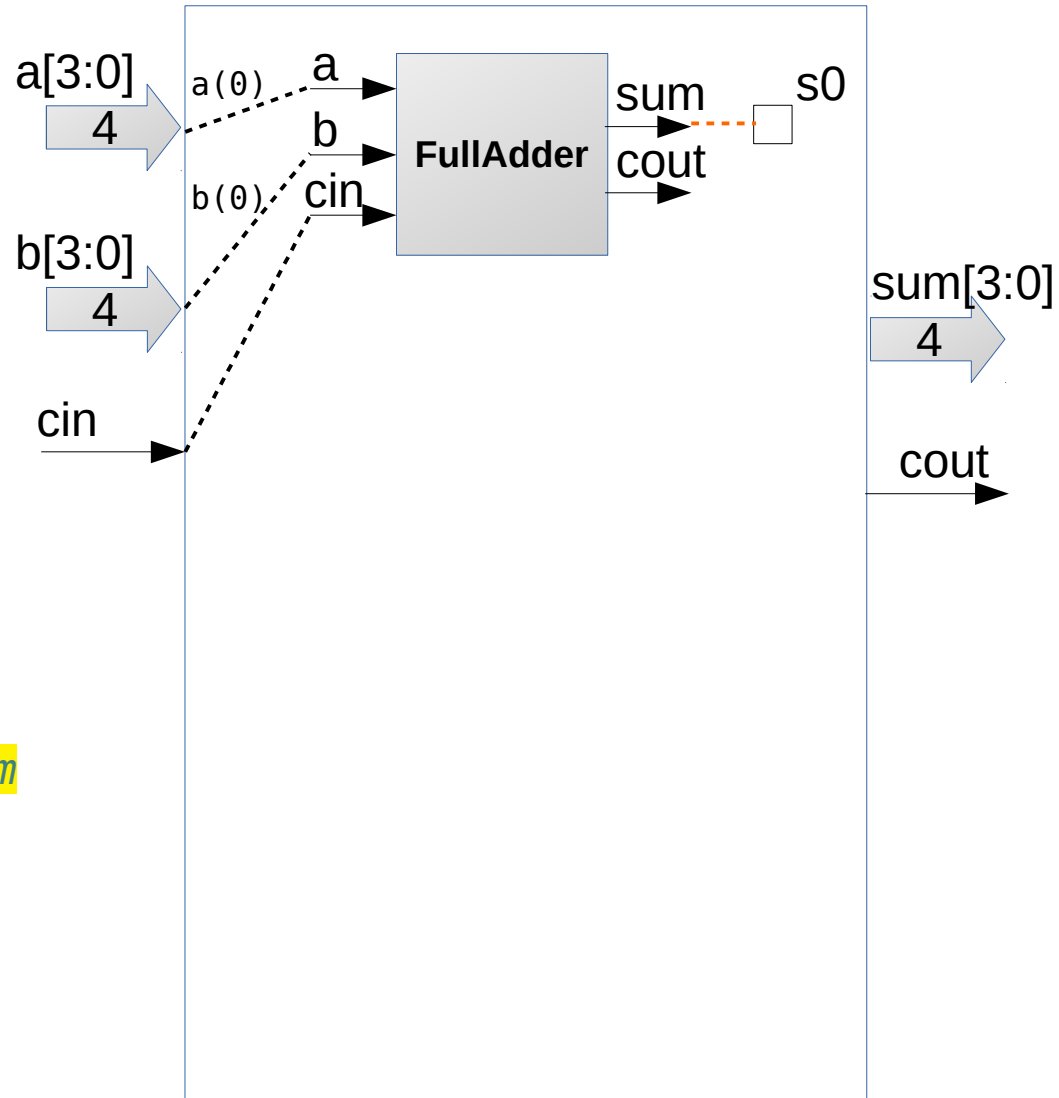 a[3:0]
4
a(0)
a
sum
s0
b
FullAdder
cout
b(0)
cin
b[3:0]
4
sum[3:0]
4
cin
cout
m